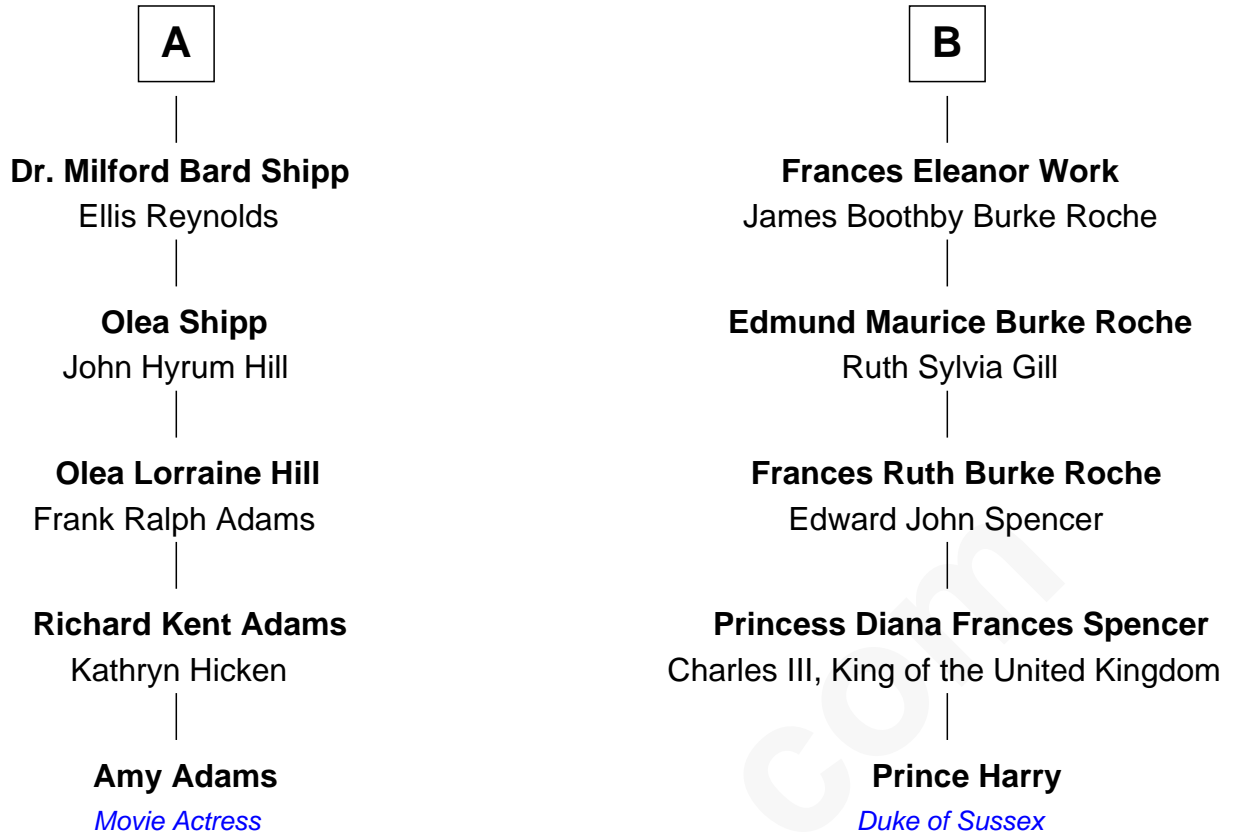 A
B
Dr. Milford Bard Shipp
Ellis Reynolds
Frances Eleanor Work
James Boothby Burke Roche
Olea Shipp
John Hyrum Hill
Edmund Maurice Burke Roche
Ruth Sylvia Gill
Olea Lorraine Hill
Frank Ralph Adams
Frances Ruth Burke Roche
Edward John Spencer
Richard Kent Adams
Kathryn Hicken
Princess Diana Frances Spencer
Charles III, King of the United Kingdom
Amy Adams
Movie Actress
Prince Harry
Duke of Sussex
com